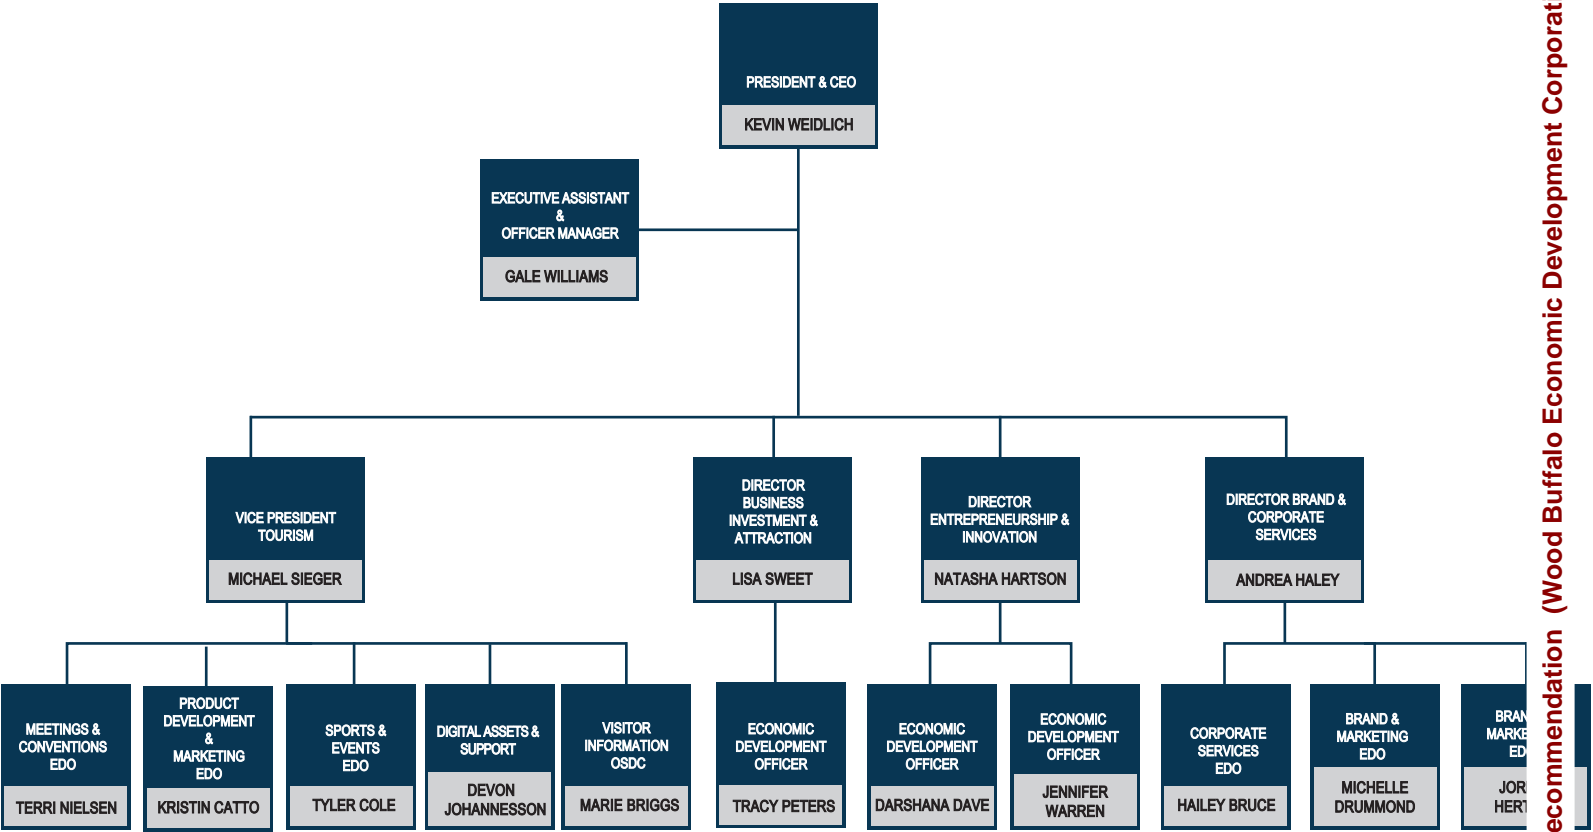 PRESIDENT & CEO
KEVIN WEIDLICH
EXECUTIVE ASSISTANT
&
OFFICER MANAGER
GALE WILLIAMS
VICE PRESIDENT
TOURISM
MICHAEL SIEGER
DIRECTOR
BUSINESS
INVESTMENT &
ATTRACTION
LISA SWEET
DIRECTOR
ENTREPRENEURSHIP &
INNOVATION
NATASHA HARTSON
DIRECTOR BRAND &
CORPORATE
SERVICES
ANDREA HALEY
MEETINGS &
CONVENTIONS
EDO
TERRI NIELSEN
PRODUCT
DEVELOPMENT
&
MARKETING
EDO
KRISTIN CATTO
SPORTS &
EVENTS
EDO
TYLER COLE
DIGITAL ASSETS &
SUPPORT
DEVON
JOHANNESSON
VISITOR
INFORMATION
OSDC
MARIE BRIGGS
ECONOMIC
DEVELOPMENT
OFFICER
TRACY PETERS
ECONOMIC
DEVELOPMENT
OFFICER
DARSHANA DAVE
ECONOMIC
DEVELOPMENT
OFFICER
JENNIFER
WARREN
CORPORATE
SERVICES
EDO
HAILEY BRUCE
BRAND &
MARKETING
EDO
MICHELLE
DRUMMOND
(Wood Buffalo Economic Development